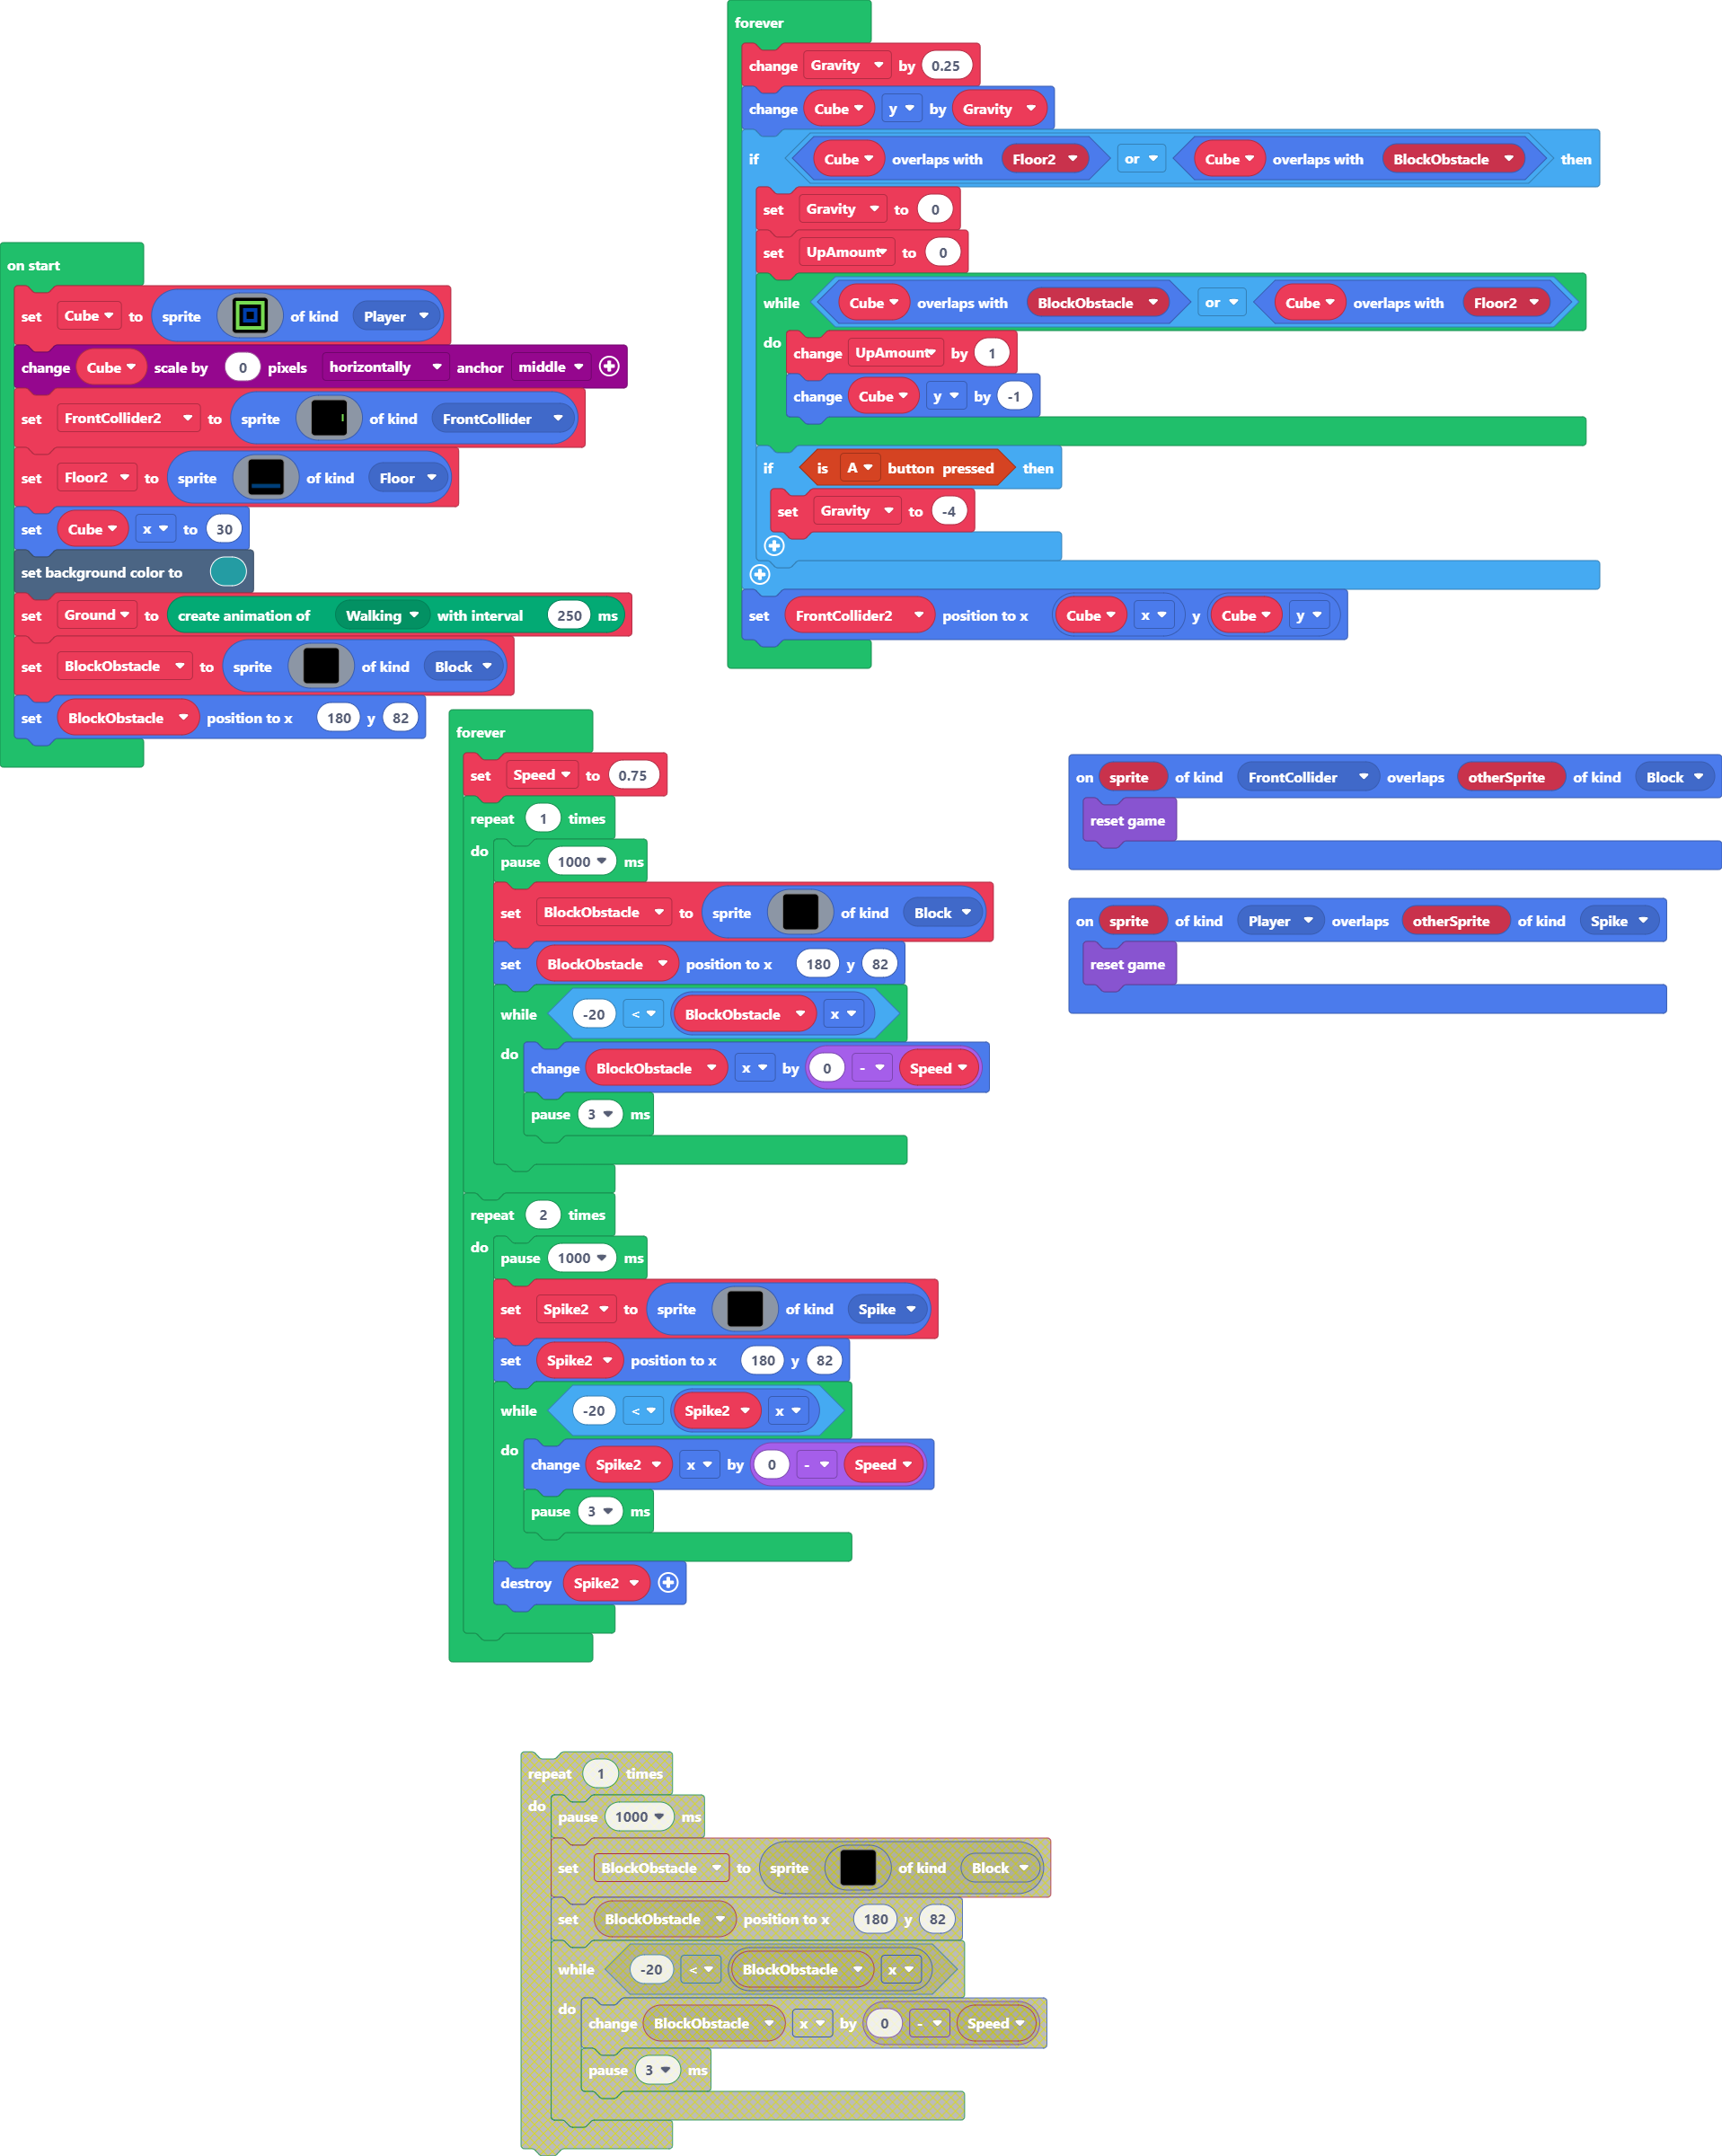 on start
set Cube to sprite of kind Player
change Cube scale by 0 pixels horizontally anchor middle
set FrontCollider2 to sprite of kind FrontCollider
set Floor2 to sprite of kind Floor
set Cube x to 30
set background color to
set Ground to create animation of Walking with interval 250 ms
set BlockObstacle to sprite of kind Block
set BlockObstacle position to x 180 y 82
forever
change Gravity by 0.25
change Cube y by Gravity
if Cube overlaps with Floor2 or Cube overlaps with BlockObstacle then
set Gravity to 0
set UpAmount to 0
while Cube overlaps with BlockObstacle or Cube overlaps with Floor2
do change UpAmount by 1
change Cube y by -1
if is A button pressed then
set Gravity to -4
set FrontCollider2 position to x Cube x y Cube y
forever
set Speed to 0.75
repeat 1 times
do pause 1000 ms
set BlockObstacle to sprite of kind Block
set BlockObstacle position to x 180 y 82
while -20 < BlockObstacle x
do change BlockObstacle x by 0 - Speed
pause 3 ms
repeat 2 times
do pause 1000 ms
set Spike2 to sprite of kind Spike
set Spike2 position to x 180 y 82
while -20 < Spike2 x
do change Spike2 x by 0 - Speed
pause 3 ms
destroy Spike2
on sprite of kind FrontCollider overlaps otherSprite of kind Block
reset game
on sprite of kind Player overlaps otherSprite of kind Spike
reset game
repeat 1 times
do pause 1000 ms
set BlockObstacle to sprite of kind Block
set BlockObstacle position to x 180 y 82
while -20 < BlockObstacle x
do change BlockObstacle x by 0 - Speed
pause 3 ms